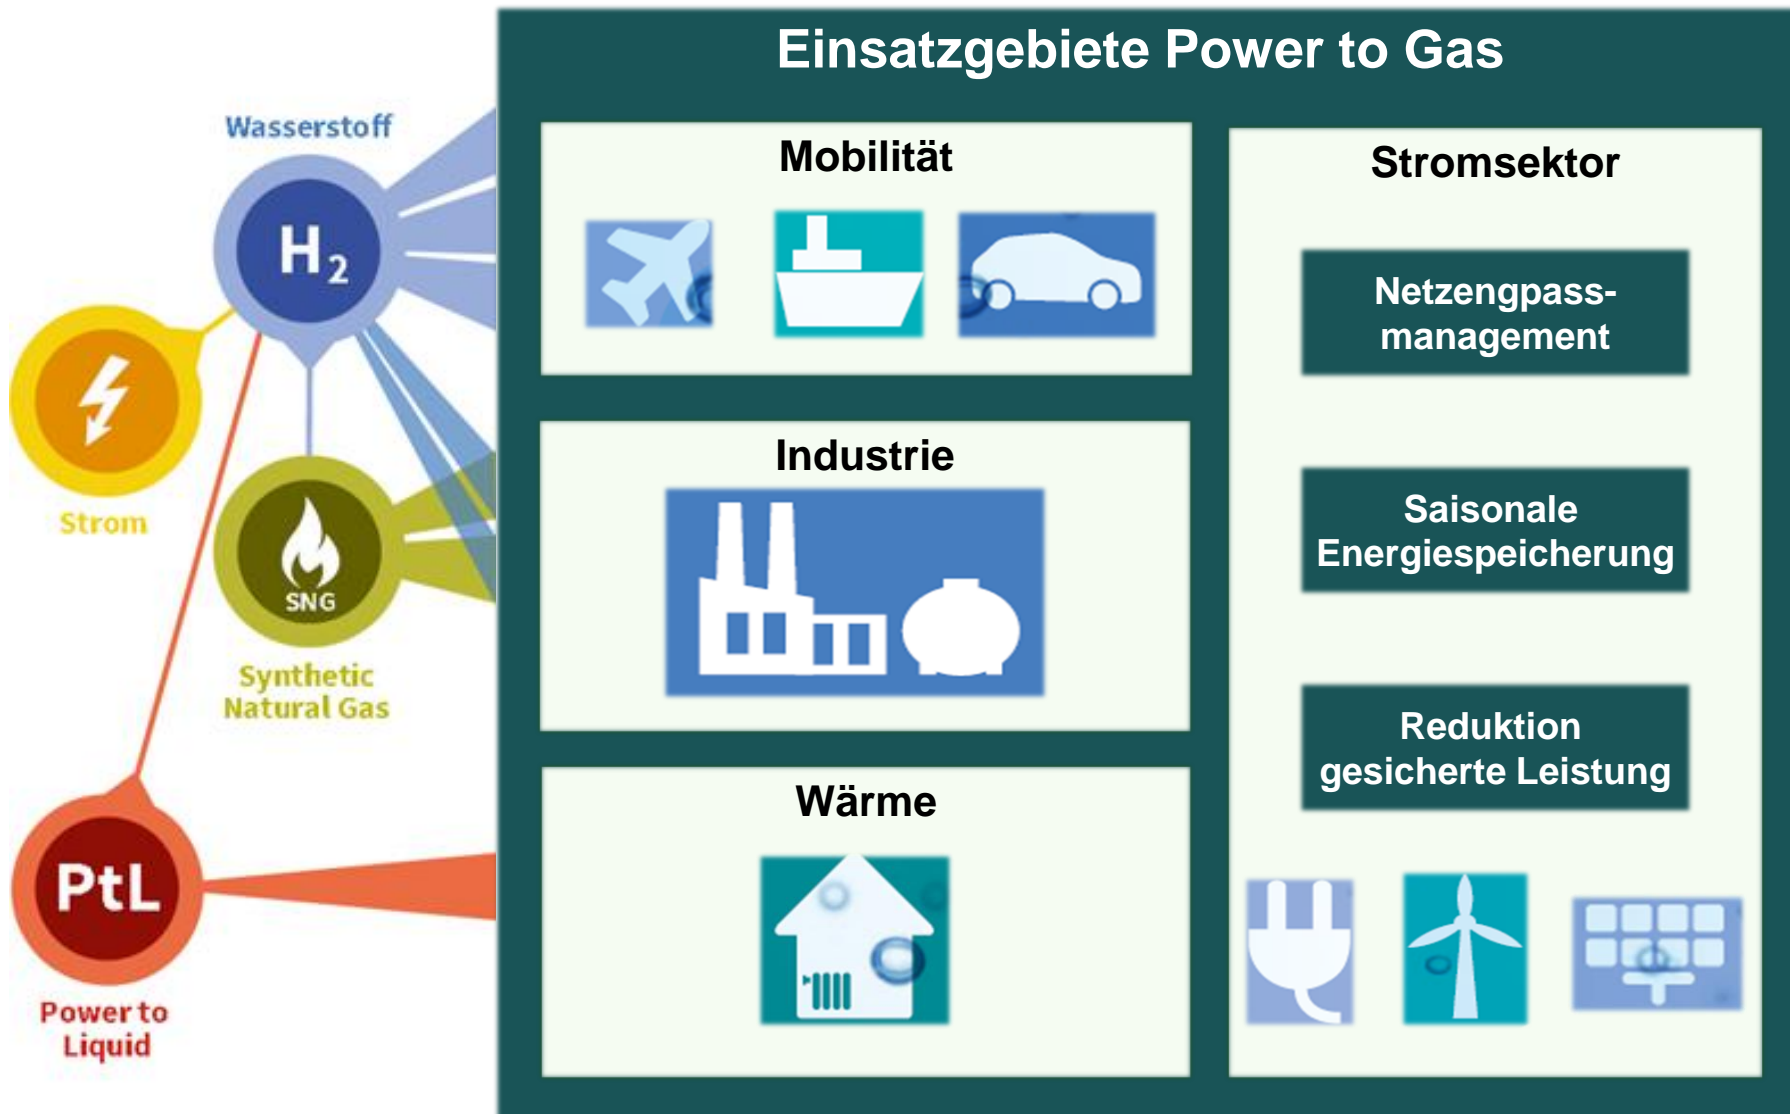 Einsatzgebiete Power to Gas
Wasserstoff
H2
Strom
SNG
Synthetic
Natural Gas
PtL
Power to
Liquid
Mobilität
Industrie
Wärme
Stromsektor
Netzengpass-
management
Saisonale
Energiespeicherung
Reduktion
gesicherte Leistung